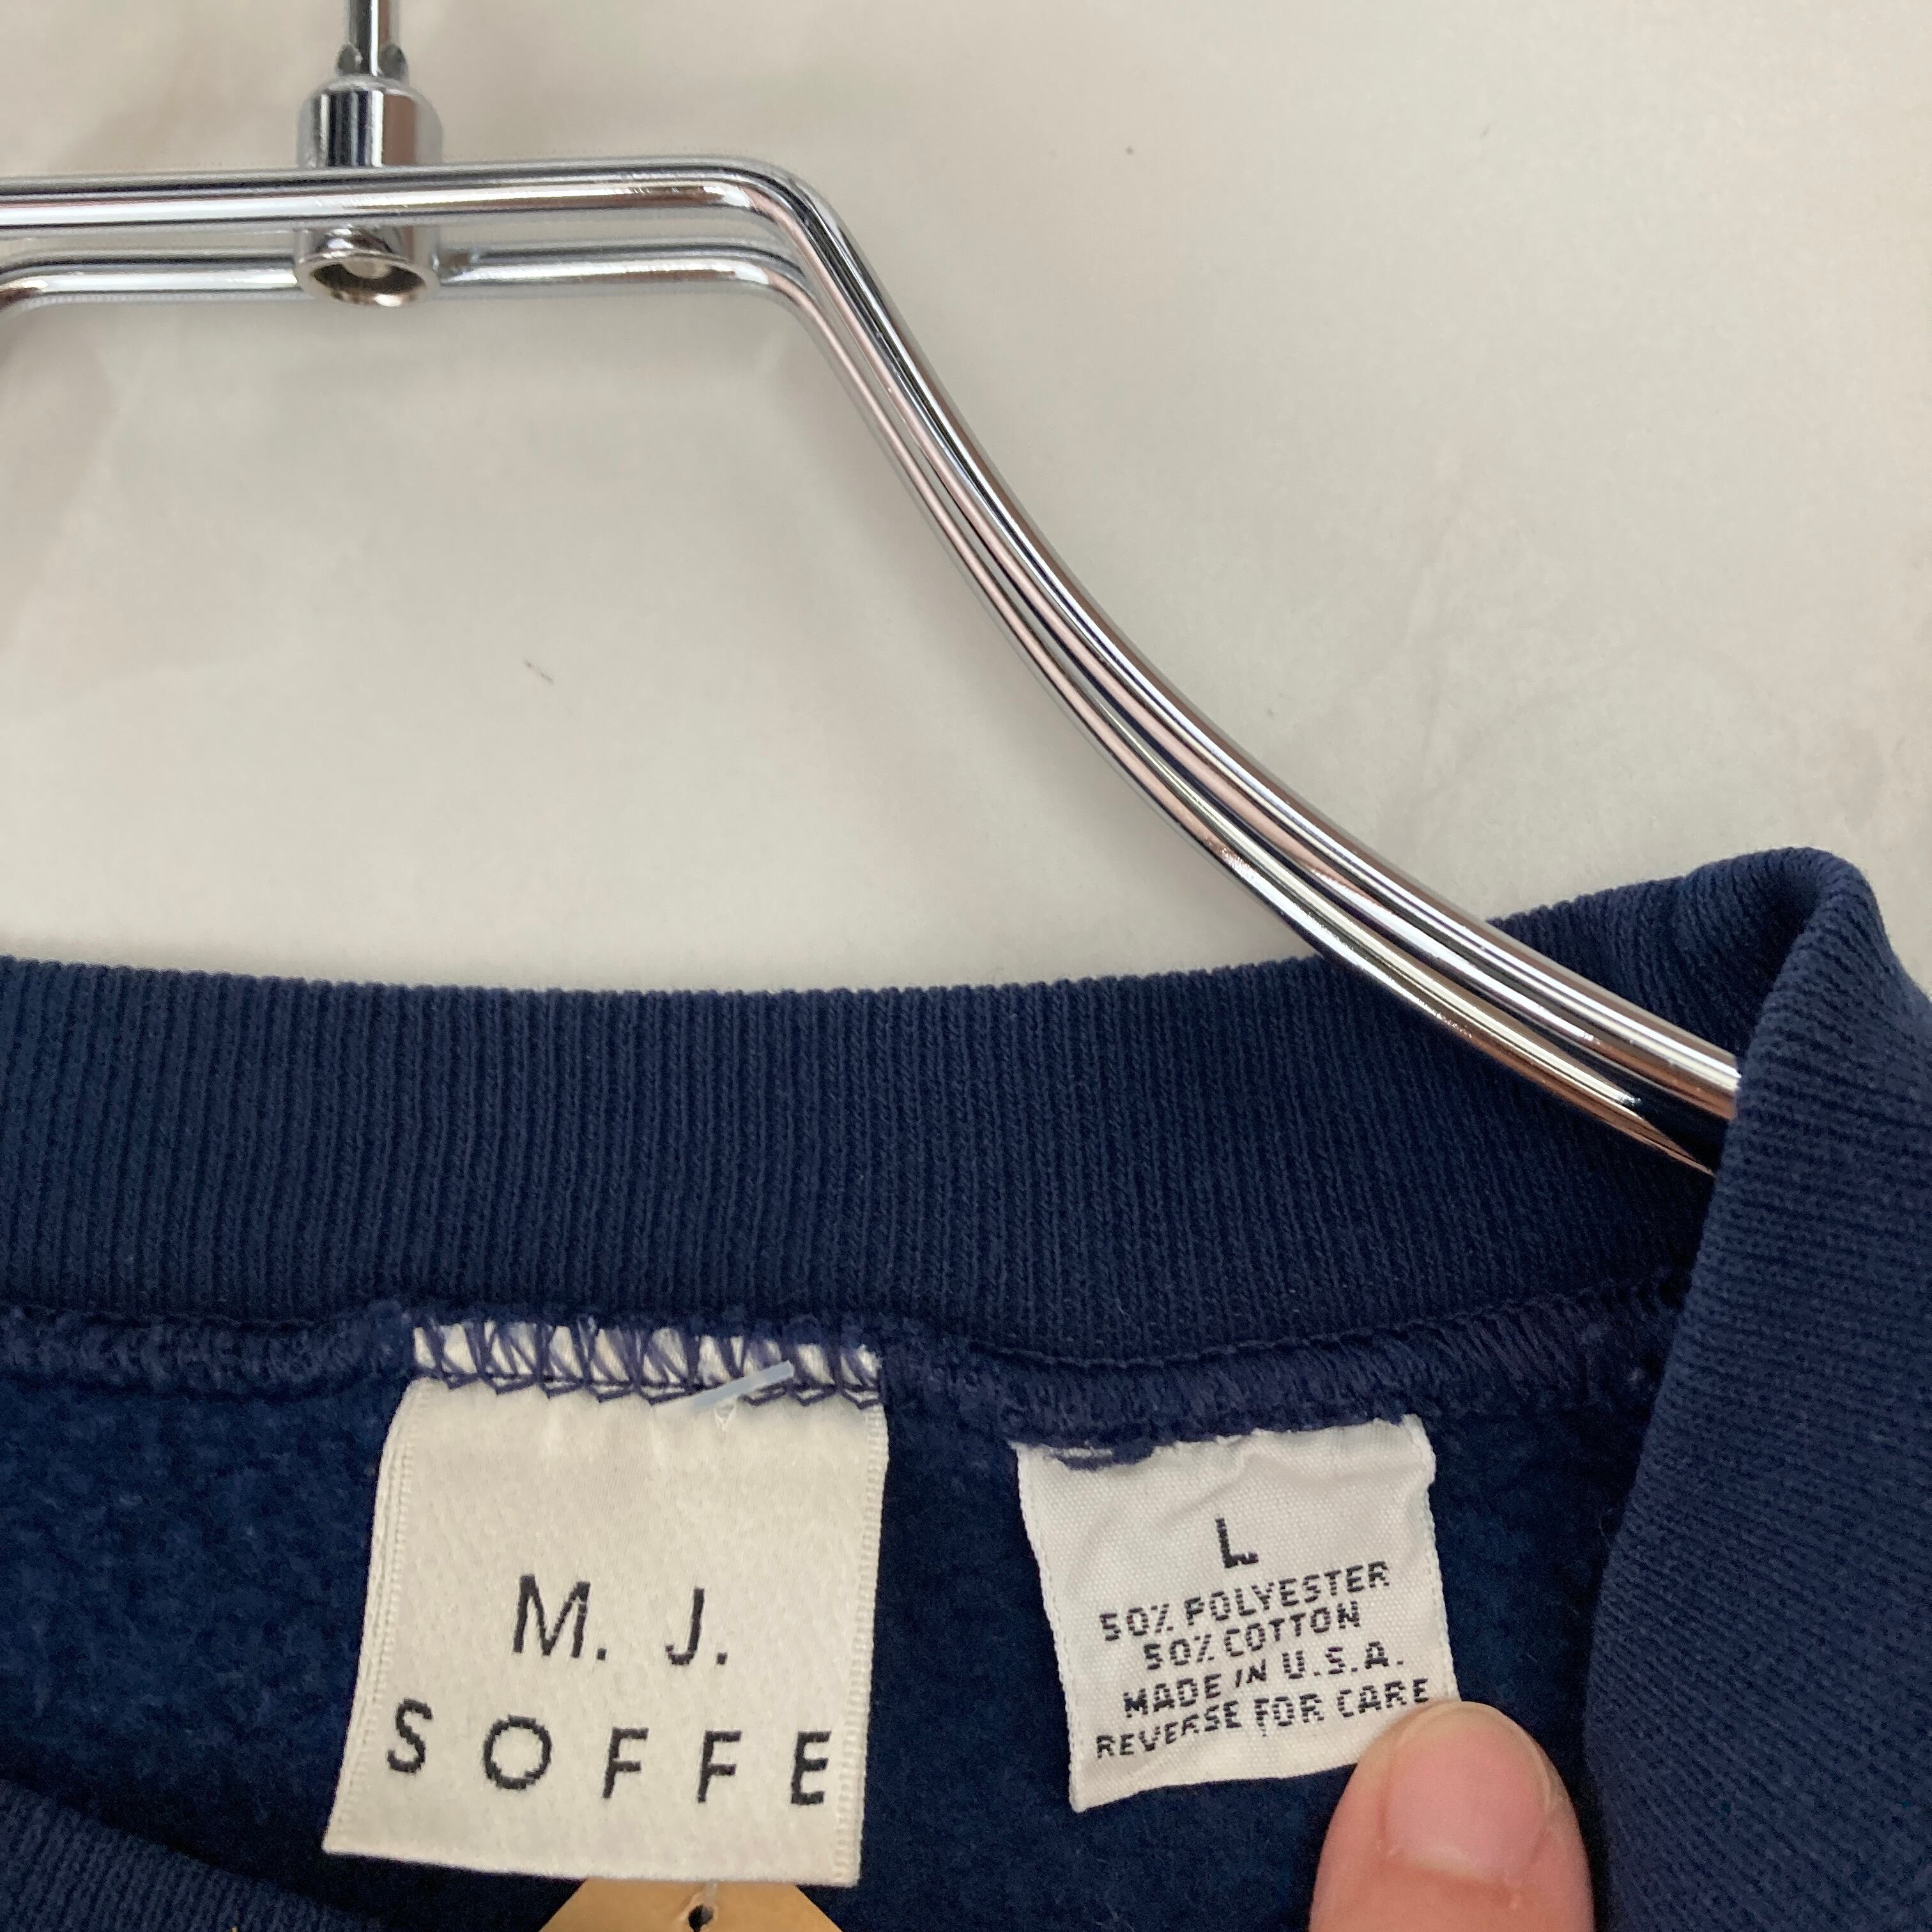 M. J.
SOFFE
L
50% POLYESTER
50% COTTON
MADE IN U.S.A.
REVERSE FOR CARE